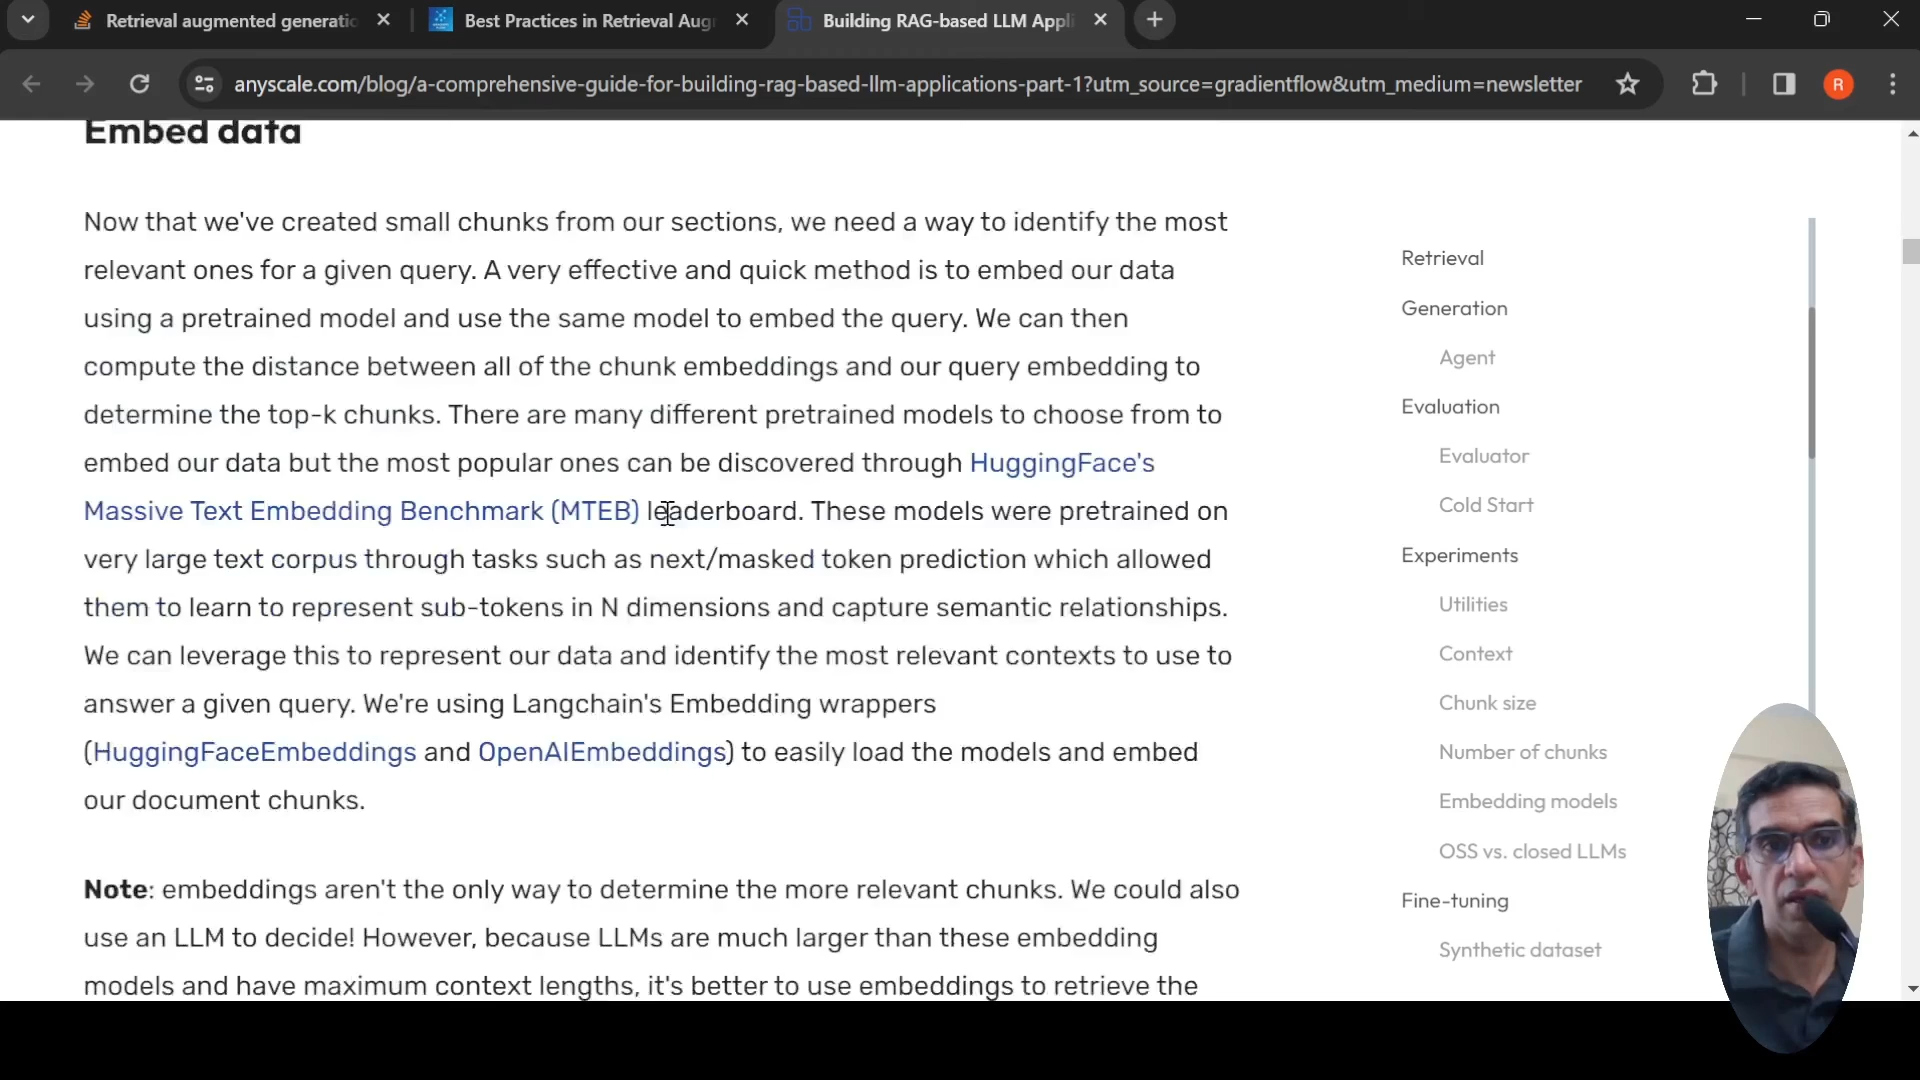 Retrieval augmented generatio
Best Practices in Retrieval Aug
Building RAG-based LLM Appli
anyscale.com/blog/a-comprehensive-guide-for-building-rag-based-llm-applications-part-1?utm_source=gradientflow&utm_medium=newsletter
R
Embed data
Now that we've created small chunks from our sections, we need a way to identify the most
relevant ones for a given query. A very effective and quick method is to embed our data
using a pretrained model and use the same model to embed the query. We can then
compute the distance between all of the chunk embeddings and our query embedding to
determine the top-k chunks. There are many different pretrained models to choose from to
embed our data but the most popular ones can be discovered through HuggingFace's
Massive Text Embedding Benchmark (MTEB) leaderboard. These models were pretrained on
very large text corpus through tasks such as next/masked token prediction which allowed
them to learn to represent sub-tokens in N dimensions and capture semantic relationships.
We can leverage this to represent our data and identify the most relevant contexts to use to
answer a given query. We're using Langchain's Embedding wrappers
(HuggingFaceEmbeddings and OpenAIEmbeddings) to easily load the models and embed
our document chunks.
Note: embeddings aren't the only way to determine the more relevant chunks. We could also
use an LLM to decide! However, because LLMs are much larger than these embedding
models and have maximum context lengths, it's better to use embeddings to retrieve the
Retrieval
Generation
Agent
Evaluation
Evaluator
Cold Start
Experiments
Utilities
Context
Chunk size
Number of chunks
Embedding models
OSS vs. closed LLMs
Fine-tuning
Synthetic dataset